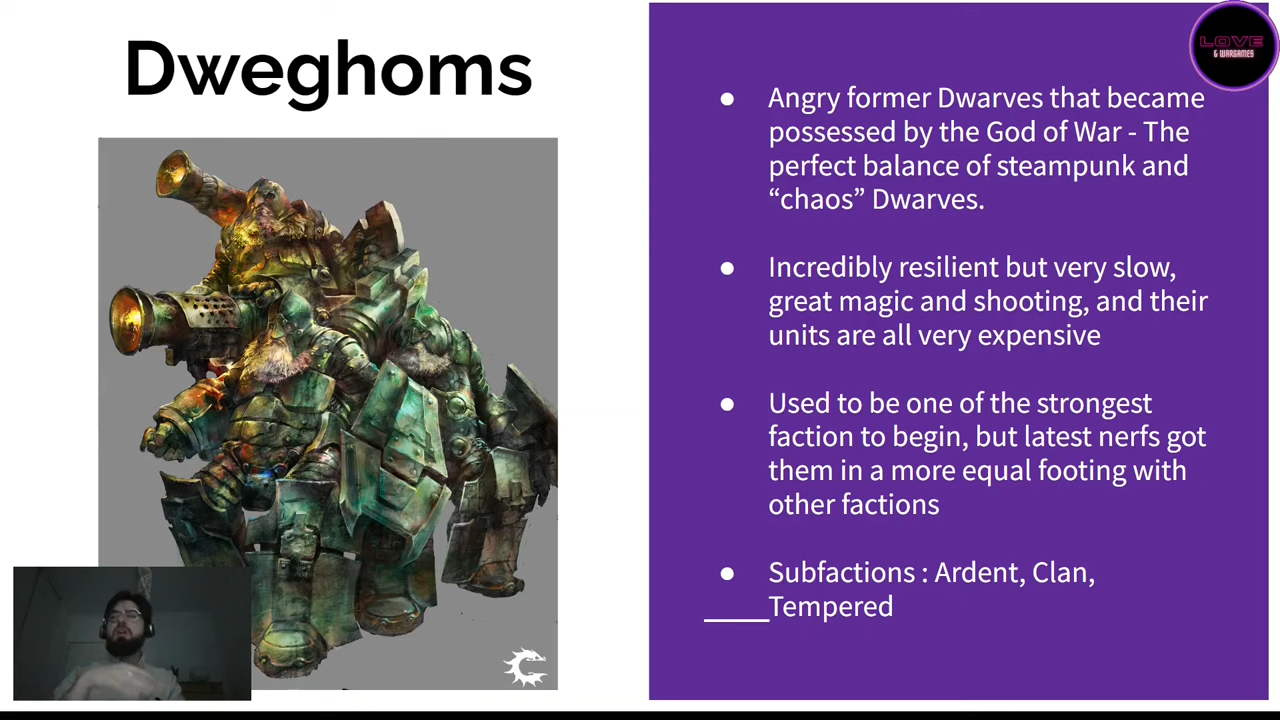 Dweghoms
LOVE
& WARGAMES
● Angry former Dwarves that became
possessed by the God of War - The
perfect balance of steampunk and
“chaos” Dwarves.
● Incredibly resilient but very slow,
great magic and shooting, and their
units are all very expensive
● Used to be one of the strongest
faction to begin, but latest nerfs got
them in a more equal footing with
other factions
● Subfactions : Ardent, Clan,
Tempered